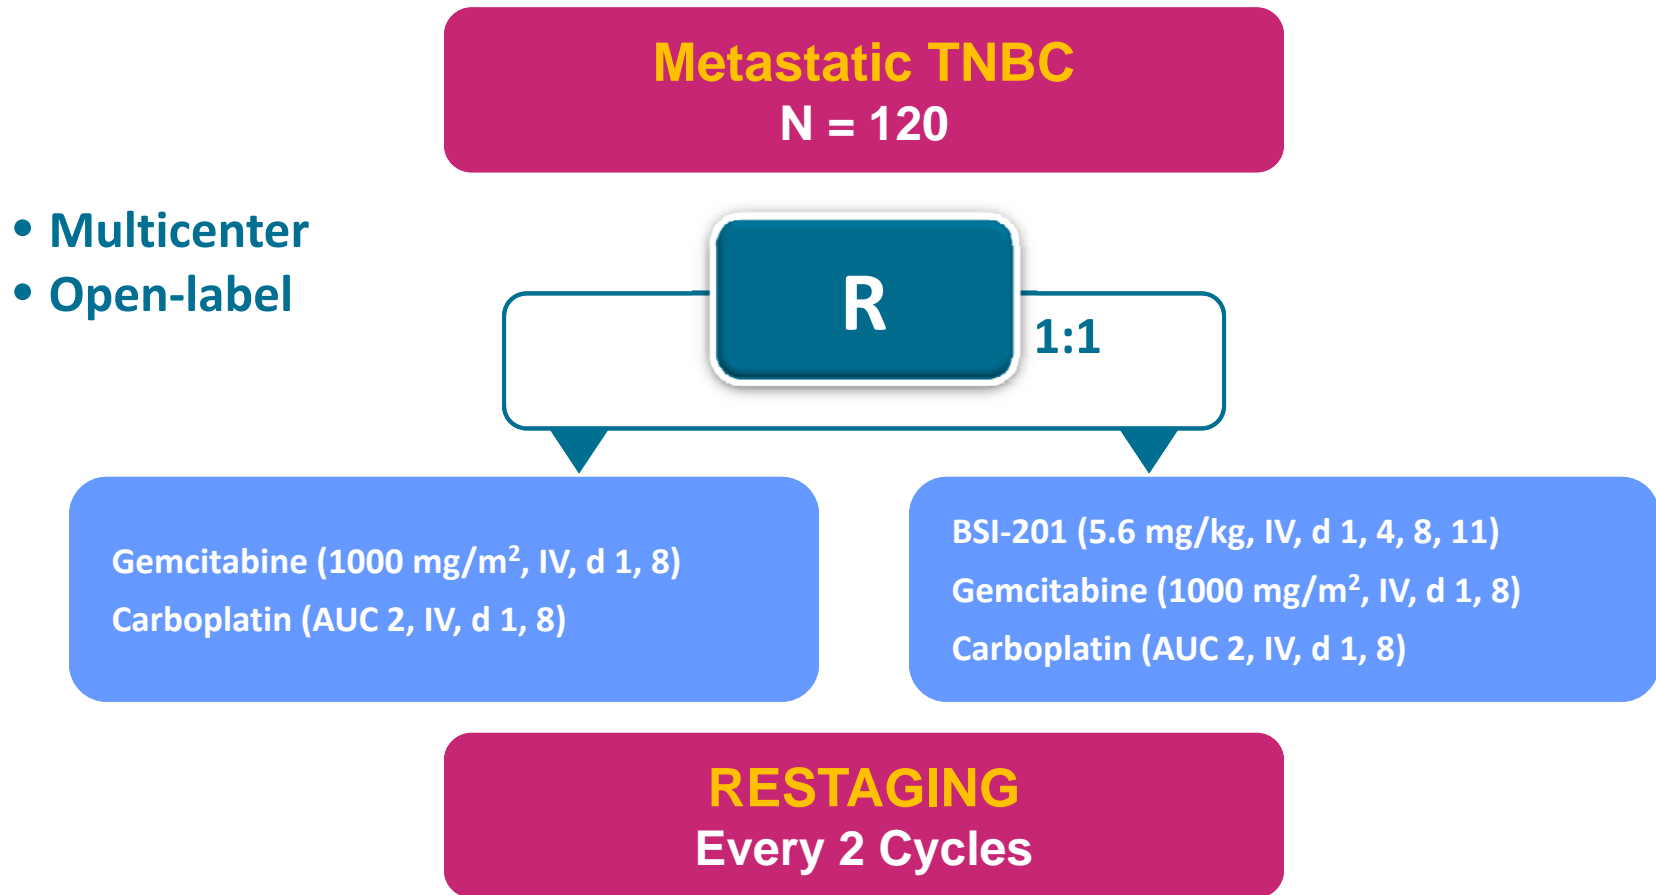 Metastatic TNBC
N = 120
• Multicenter
• Open-label
R
1:1
Gemcitabine (1000 mg/m², IV, d 1, 8)
Carboplatin (AUC 2, IV, d 1, 8)
BSI-201 (5.6 mg/kg, IV, d 1, 4, 8, 11)
Gemcitabine (1000 mg/m², IV, d 1, 8)
Carboplatin (AUC 2, IV, d 1, 8)
RESTAGING
Every 2 Cycles